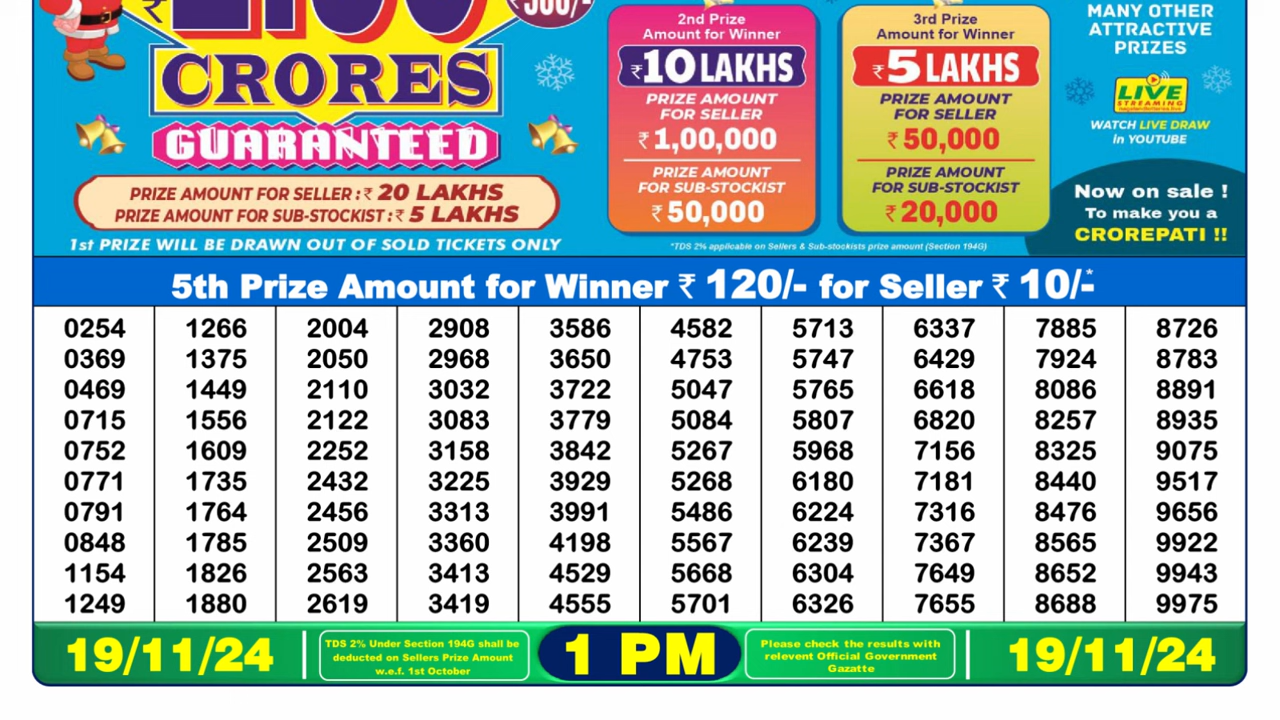 CRORES
GUARANTEED
PRIZE AMOUNT FOR SELLER : ₹ 20 LAKHS
PRIZE AMOUNT FOR SUB-STOCKIST : ₹ 5 LAKHS
1st PRIZE WILL BE DRAWN OUT OF SOLD TICKETS ONLY
2nd Prize
Amount for Winner
₹10 LAKHS
PRIZE AMOUNT
FOR SELLER
₹ 1,00,000
PRIZE AMOUNT
FOR SUB-STOCKIST
₹ 50,000
3rd Prize
Amount for Winner
₹5 LAKHS
PRIZE AMOUNT
FOR SELLER
₹ 50,000
PRIZE AMOUNT
FOR SUB-STOCKIST
₹ 20,000
*TDS 2% applicable on Sellers & Sub-stockists prize amount (Section 194G)
MANY OTHER
ATTRACTIVE
PRIZES
LIVE
STREAMING
WATCH LIVE DRAW
in YOUTUBE
Now on sale !
To make you a
CROREPATI !!
5th Prize Amount for Winner ₹ 120/- for Seller ₹ 10/-*
0254 1266 2004 2908 3586 4582 5713 6337 7885 8726
0369 1375 2050 2968 3650 4753 5747 6429 7924 8783
0469 1449 2110 3032 3722 5047 5765 6618 8086 8891
0715 1556 2122 3083 3779 5084 5807 6820 8257 8935
0752 1609 2252 3158 3842 5267 5968 7156 8325 9075
0771 1735 2432 3225 3929 5268 6180 7181 8440 9517
0791 1764 2456 3313 3991 5486 6224 7316 8476 9656
0848 1785 2509 3360 4198 5567 6239 7367 8565 9922
1154 1826 2563 3413 4529 5668 6304 7649 8652 9943
1249 1880 2619 3419 4555 5701 6326 7655 8688 9975
19/11/24
TDS 2% Under Section 194G shall be
deducted on Sellers Prize Amount
w.e.f. 1st October
1 PM
Please check the results with
relevent Official Government
Gazatte
19/11/24